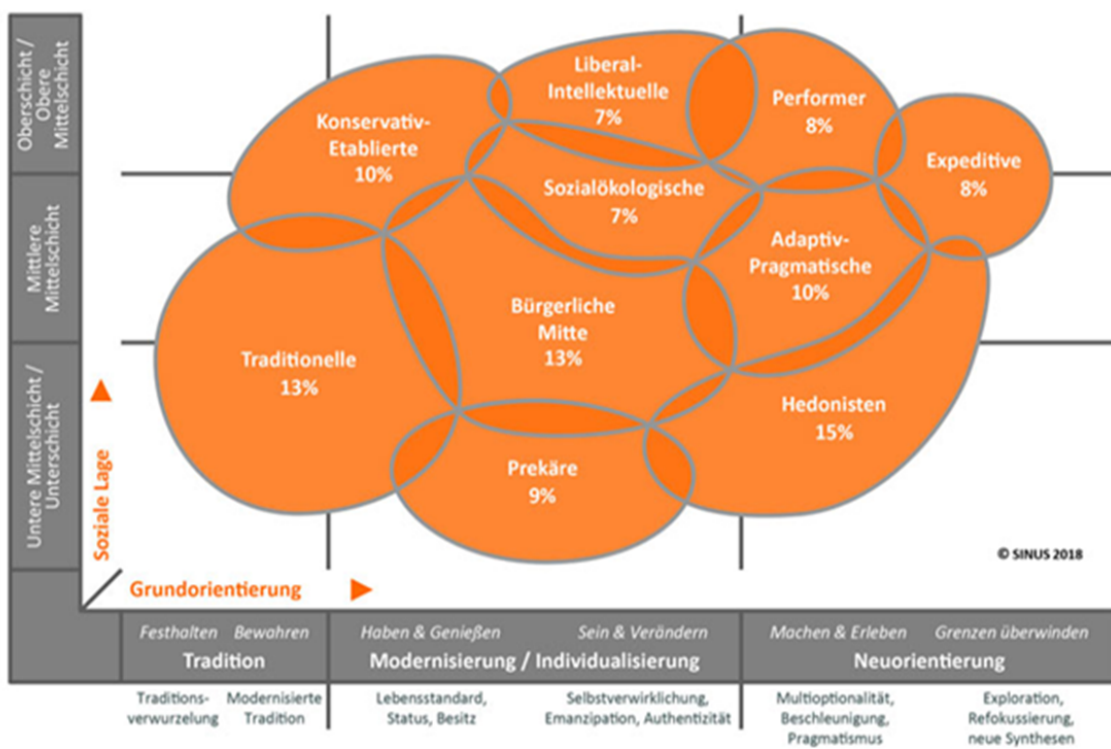 Oberschicht /
Obere
Mittelschicht
Mittlere
Mittelschicht
Untere Mittelschicht /
Unterschicht
Soziale Lage
Konservativ-
Etablierte
10%
Liberal-
Intellektuelle
7%
Performer
8%
Expeditive
8%
Sozialökologische
7%
Adaptiv-
Pragmatische
10%
Bürgerliche
Mitte
13%
Traditionelle
13%
Hedonisten
15%
Prekäre
9%
© SINUS 2018
Grundorientierung
Festhalten Bewahren
Tradition
Haben & Genießen Sein & Verändern
Modernisierung / Individualisierung
Machen & Erleben Grenzen überwinden
Neuorientierung
Traditions-
verwurzelung
Modernisierte
Tradition
Lebensstandard,
Status, Besitz
Selbstverwirklichung,
Emanzipation, Authentizität
Multioptionalität,
Beschleunigung,
Pragmatismus
Exploration,
Refokussierung,
neue Synthesen